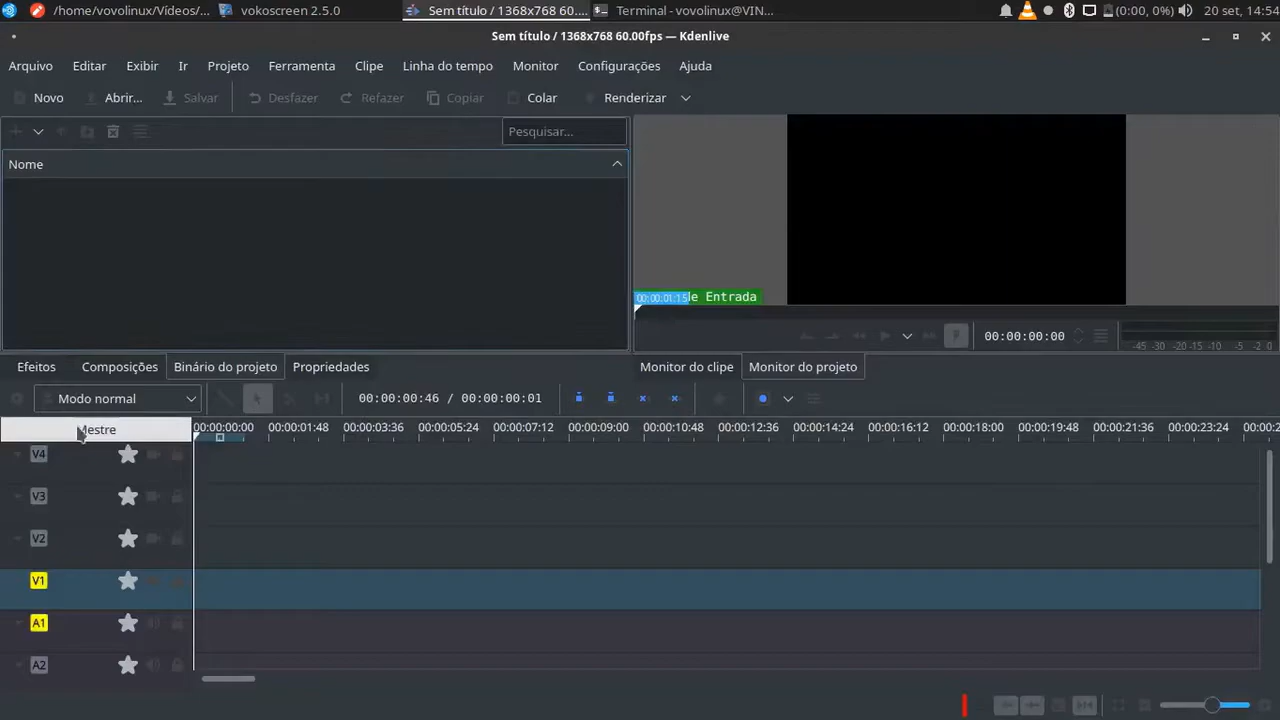 /home/vovolinux/Vídeos/... vokoscreen 2.5.0 Sem título / 1368x768 60.... Terminal - vovolinux@VIN... (0:00, 0%) 20 set, 14:54
Sem título / 1368x768 60.00fps — Kdenlive
Arquivo Editar Exibir Ir Projeto Ferramenta Clipe Linha do tempo Monitor Configurações Ajuda
Novo Abrir... Salvar Desfazer Refazer Copiar Colar Renderizar
Pesquisar...
Nome
00:00:01:15 e Entrada
00:00:00:00
-45 -30 -20 -15 -10 -5 -2 0
Efeitos Composições Binário do projeto Propriedades Monitor do clipe Monitor do projeto
Modo normal 00:00:00:46 / 00:00:00:01
Mestre 00:00:00:00 00:00:01:48 00:00:03:36 00:00:05:24 00:00:07:12 00:00:09:00 00:00:10:48 00:00:12:36 00:00:14:24 00:00:16:12 00:00:18:00 00:00:19:48 00:00:21:36 00:00:23:24 00:00:2
V4
V3
V2
V1
A1
A2